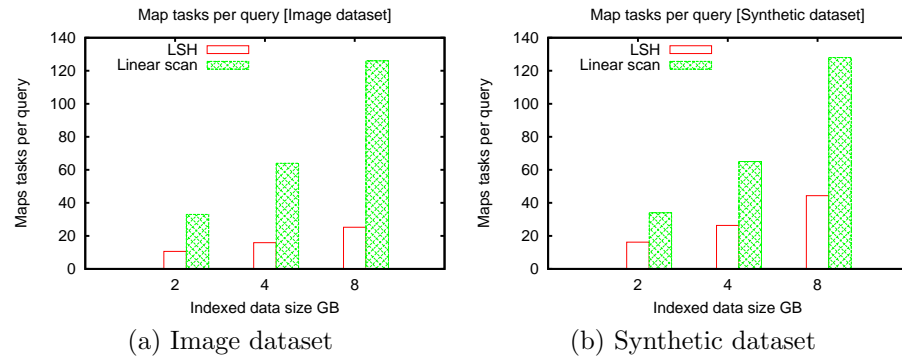 Map tasks per query [Image dataset]
140
120
100
80
60
40
20
0
Maps tasks per query
LSH
Linear scan
2 4 8
Indexed data size GB
(a) Image dataset
Map tasks per query [Synthetic dataset]
140
120
100
80
60
40
20
0
Maps tasks per query
LSH
Linear scan
2 4 8
Indexed data size GB
(b) Synthetic dataset